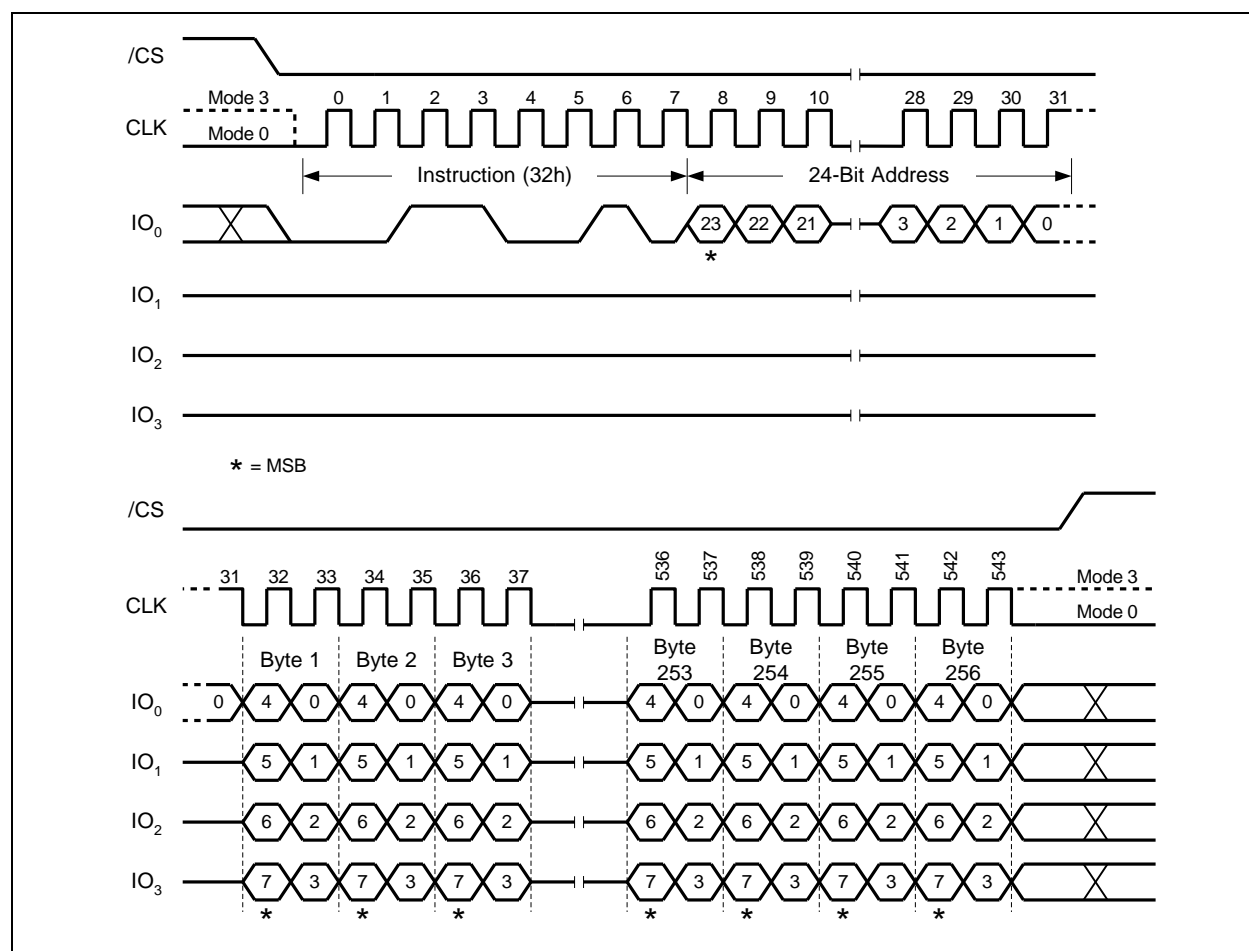 /CS
Mode 3 0 1 2 3 4 5 6 7 8 9 10 28 29 30 31
CLK
Mode 0
Instruction (32h) 24-Bit Address
IO0 23 22 21 3 2 1 0
*
IO1
IO2
IO3
* = MSB
/CS
31 32 33 34 35 36 37 536 537 538 539 540 541 542 543 Mode 3
CLK
Mode 0
Byte 1 Byte 2 Byte 3 Byte 253 Byte 254 Byte 255 Byte 256
IO0 0 4 0 4 0 4 0 4 0 4 0 4 0 4 0
IO1 5 1 5 1 5 1 5 1 5 1 5 1 5 1
IO2 6 2 6 2 6 2 6 2 6 2 6 2 6 2
IO3 7 3 7 3 7 3 7 3 7 3 7 3 7 3
* * * * * * *